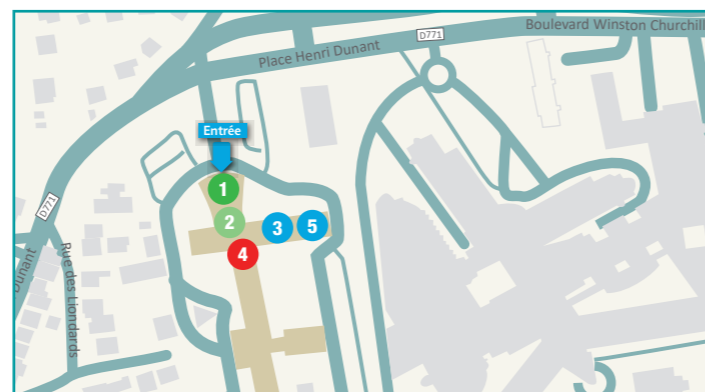 Boulevard Winston Churchill
D771
Place Henri Dunant
Entrée
1
2
3
5
4
D771
Dunant
Rue des Liondards